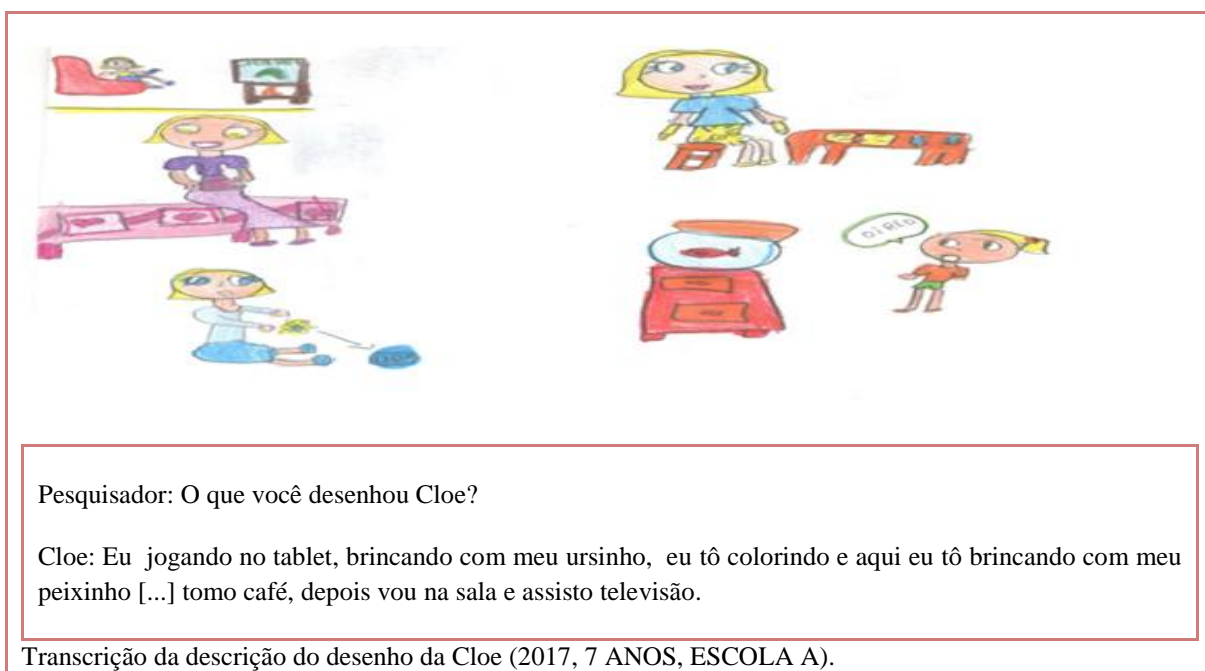 OI RED
Pesquisador: O que você desenhou Cloe?
Cloe: Eu jogando no tablet, brincando com meu ursinho, eu tô colorindo e aqui eu tô brincando com meu
peixinho [...] tomo café, depois vou na sala e assisto televisão.
Transcrição da descrição do desenho da Cloe (2017, 7 ANOS, ESCOLA A).